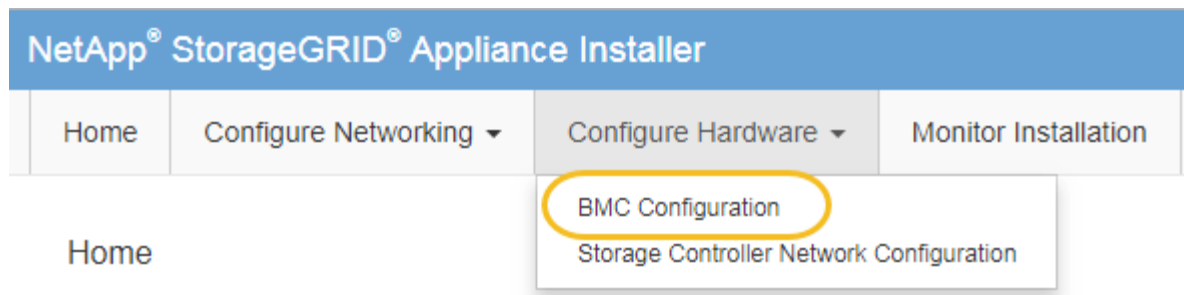 NetApp® StorageGRID® Appliance Installer
Home Configure Networking Configure Hardware Monitor Installation
BMC Configuration
Home Storage Controller Network Configuration